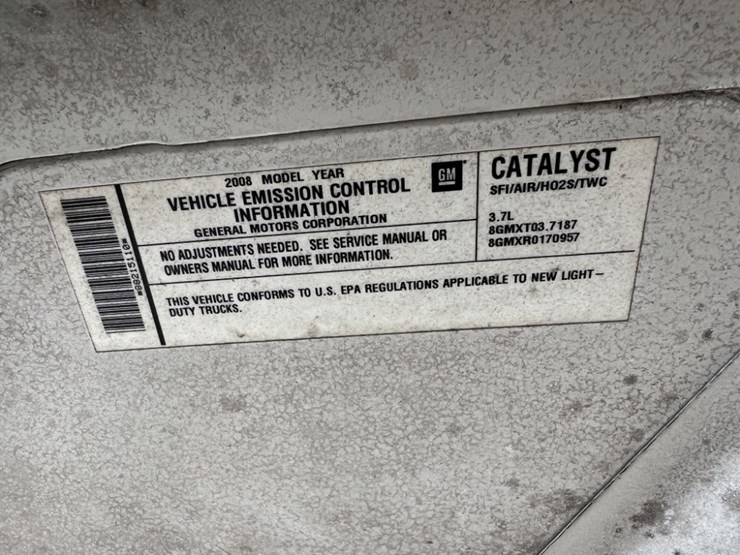 *88215110*
2008 MODEL YEAR
VEHICLE EMISSION CONTROL
INFORMATION
GENERAL MOTORS CORPORATION
GM
NO ADJUSTMENTS NEEDED. SEE SERVICE MANUAL OR
OWNERS MANUAL FOR MORE INFORMATION.
CATALYST
SFI/AIR/HO2S/TWC
3.7L
8GMXT03.7187
8GMXR0170957
THIS VEHICLE CONFORMS TO U.S. EPA REGULATIONS APPLICABLE TO NEW LIGHT–
DUTY TRUCKS.